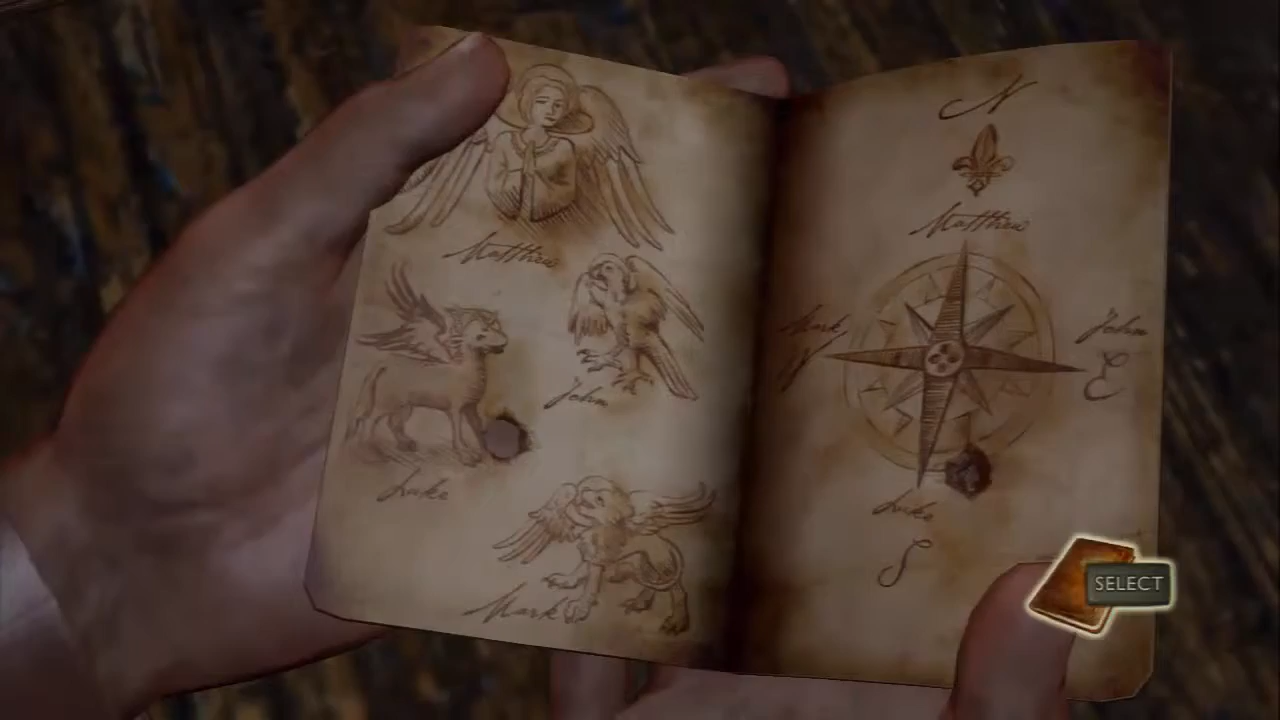 Matthew
John
Luke
Mark
N
Matthew
Mark
W
John
E
Luke
S
SELECT